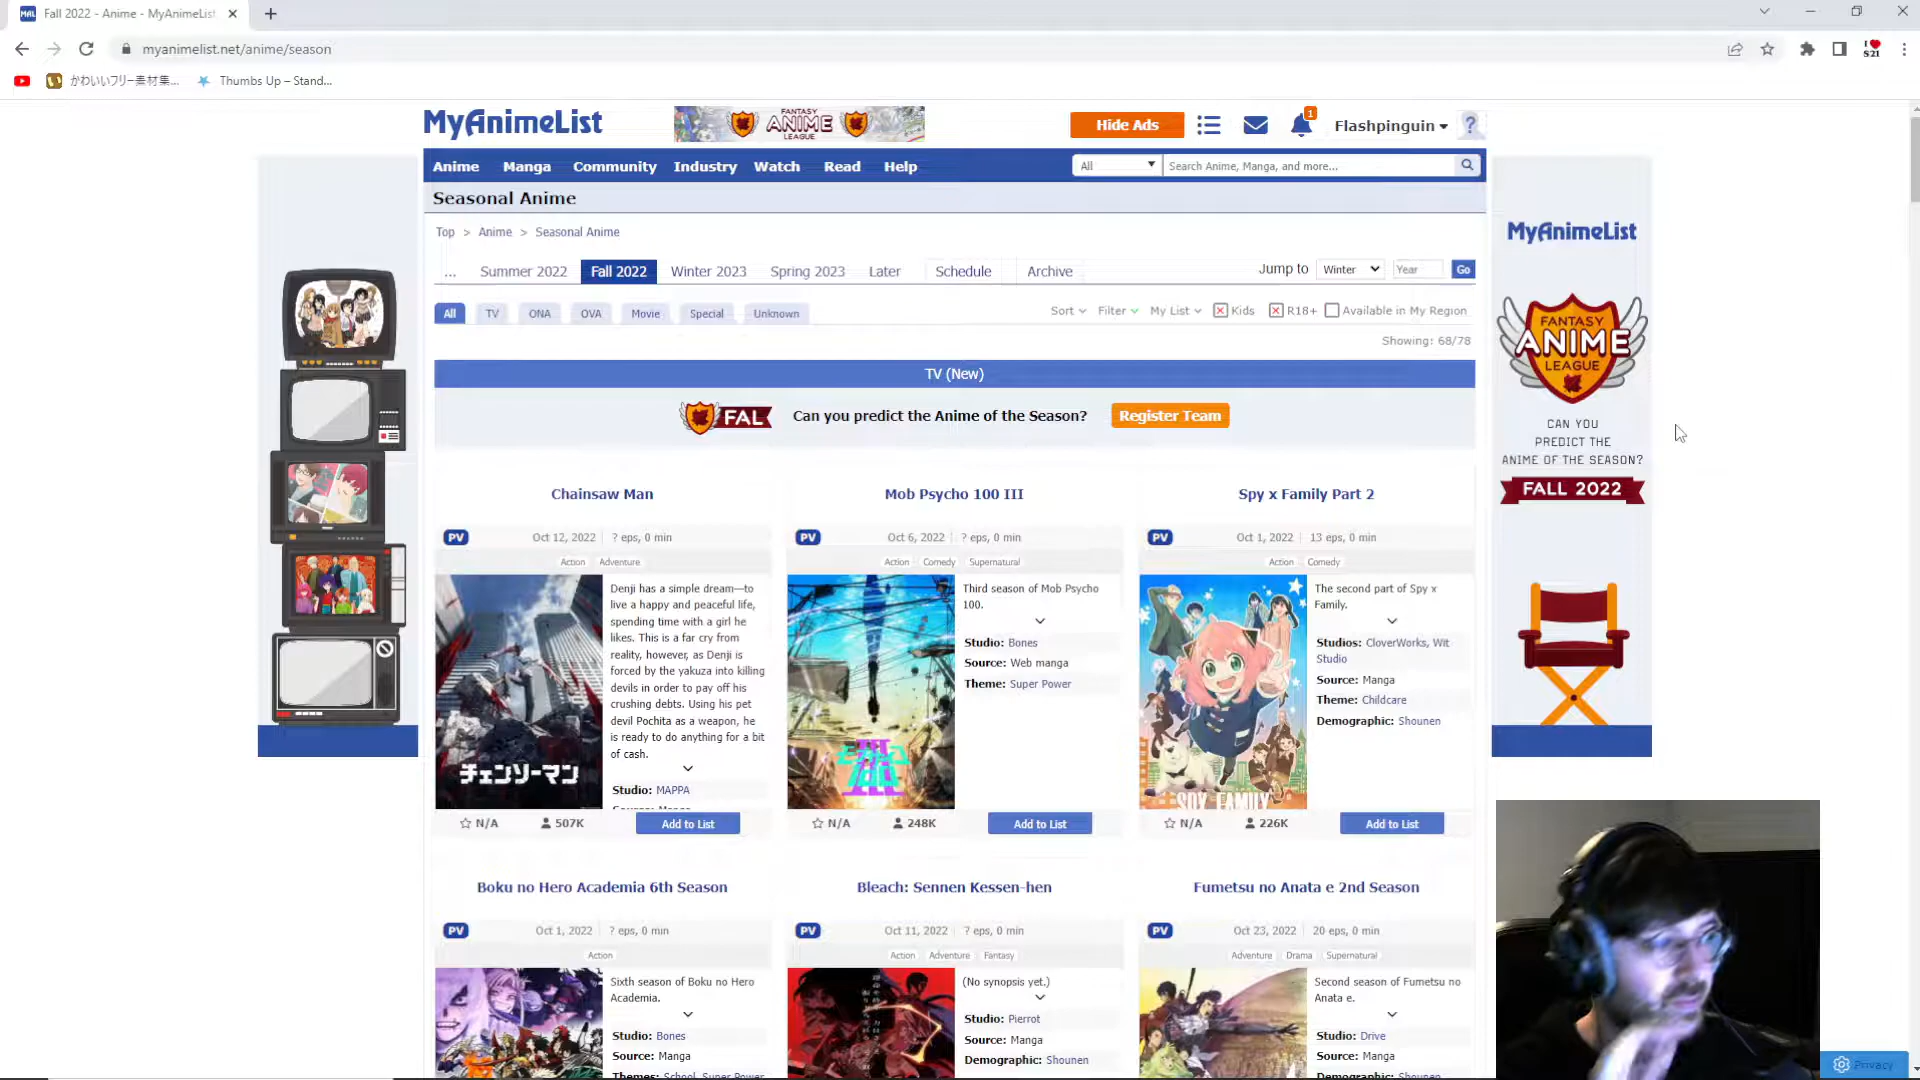 Fall 2022 - Anime - MyAnimeList
myanimelist.net/anime/season
かわいいフリー素材集...
Thumbs Up – Stand...
MyAnimeList
FANTASY
ANIME
LEAGUE
Hide Ads
1
Flashpinguin
?
Anime Manga Community Industry Watch Read Help
All
Search Anime, Manga, and more...
Seasonal Anime
Top > Anime > Seasonal Anime
... Summer 2022 Fall 2022 Winter 2023 Spring 2023 Later Schedule Archive
Jump to Winter Year Go
All TV ONA OVA Movie Special Unknown
Sort Filter My List Kids R18+ Available in My Region
Showing: 68/78
TV (New)
FAL Can you predict the Anime of the Season? Register Team
Chainsaw Man
PV Oct 12, 2022 ? eps, 0 min
Action Adventure
Denji has a simple dream—to
live a happy and peaceful life,
spending time with a girl he
likes. This is a far cry from
reality, however, as Denji is
forced by the yakuza into killing
devils in order to pay off his
crushing debts. Using his pet
devil Pochita as a weapon, he
is ready to do anything for a bit
of cash.
Studio: MAPPA
チェンソーマン
N/A 507K Add to List
Mob Psycho 100 III
PV Oct 6, 2022 ? eps, 0 min
Action Comedy Supernatural
Third season of Mob Psycho
100.
Studio: Bones
Source: Web manga
Theme: Super Power
N/A 248K Add to List
Spy x Family Part 2
PV Oct 1, 2022 13 eps, 0 min
Action Comedy
The second part of Spy x
Family.
Studios: CloverWorks, Wit
Studio
Source: Manga
Theme: Childcare
Demographic: Shounen
SPY FAMILY
N/A 226K Add to List
Boku no Hero Academia 6th Season
PV Oct 1, 2022 ? eps, 0 min
Action
Sixth season of Boku no Hero
Academia.
Studio: Bones
Source: Manga
Themes: School, Super Power
Bleach: Sennen Kessen-hen
PV Oct 11, 2022 ? eps, 0 min
Action Adventure Fantasy
(No synopsis yet.)
Studio: Pierrot
Source: Manga
Demographic: Shounen
Fumetsu no Anata e 2nd Season
PV Oct 23, 2022 20 eps, 0 min
Adventure Drama Supernatural
Second season of Fumetsu no
Anata e.
Studio: Drive
Source: Manga
Demographic: Shounen
MyAnimeList
FANTASY
ANIME
LEAGUE
CAN YOU
PREDICT THE
ANIME OF THE SEASON?
FALL 2022
Privacy